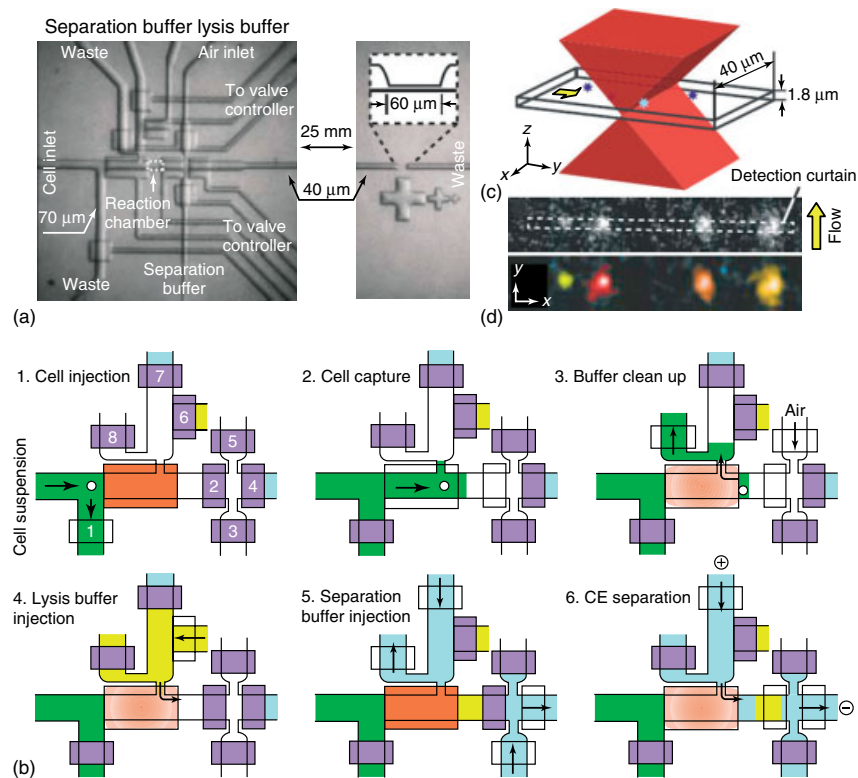 Separation buffer lysis buffer
Waste
Air inlet
To valve
controller
Cell inlet
Reaction
chamber
70 μm
To valve
controller
Waste
Separation
buffer
25 mm
40 μm
60 μm
Waste
(a)
40 μm
1.8 μm
z
x
y
(c)
Detection curtain
Flow
y
x
(d)
1. Cell injection
7
6
8
5
2
4
1
3
Cell suspension
2. Cell capture
3. Buffer clean up
Air
4. Lysis buffer
injection
5. Separation
buffer injection
6. CE separation
+
−
(b)